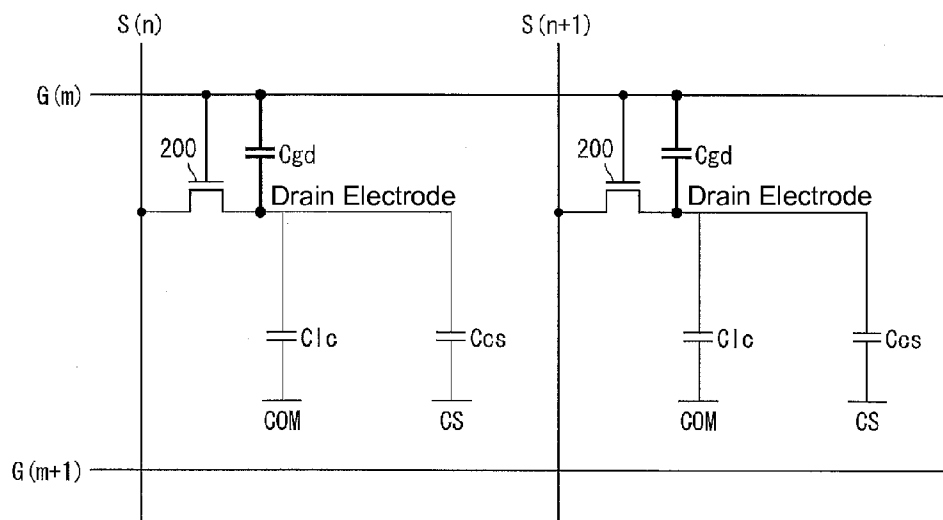 S(n) S(n+1)
G(m)
200 Cgd 200 Cgd
Drain Electrode Drain Electrode
Clc Ccs Clc Ccs
COM CS COM CS
G(m+1)